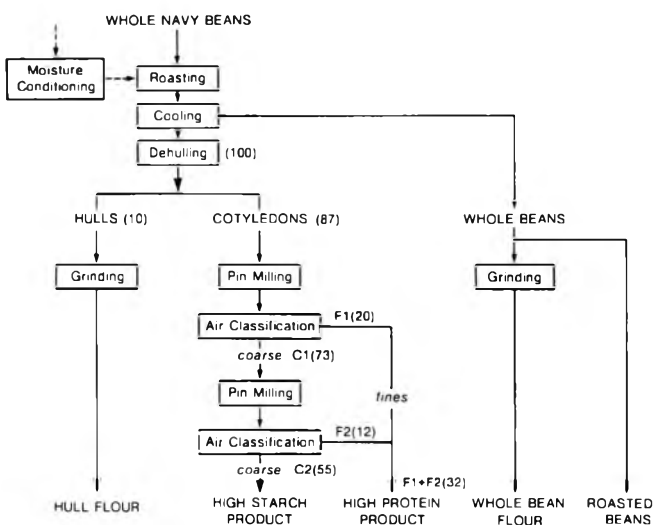 WHOLE NAVY BEANS
Moisture
Conditioning
Roasting
Cooling
Dehulling (100)
HULLS (10)
COTYLEDONS (87)
WHOLE BEANS
Grinding
Pin Milling
Grinding
Air Classification
F1(20)
coarse C1(73)
Pin Milling
fines
Air Classification
F2(12)
coarse C2(55)
F1+F2(32)
HULL FLOUR
HIGH STARCH
PRODUCT
HIGH PROTEIN
PRODUCT
WHOLE BEAN
FLOUR
ROASTED
BEANS